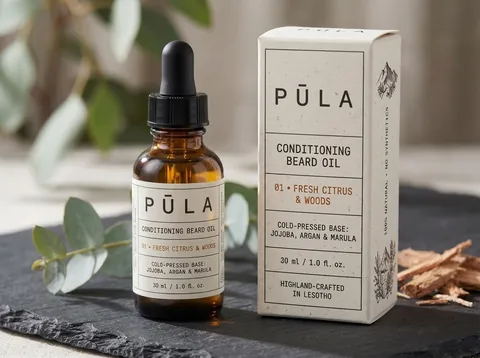 PŪLA
CONDITIONING BEARD OIL
01 • FRESH CITRUS & WOODS
COLD-PRESSED BASE:
JOJOBA, ARGAN & MARULA
30 ml / 1.0 fl. oz.
PŪLA
CONDITIONING
BEARD OIL
01 • FRESH CITRUS
& WOODS
COLD-PRESSED BASE:
JOJOBA, ARGAN & MARULA
30 ml / 1.0 fl. oz.
HIGHLAND-CRAFTED
IN LESOTHO
100% NATURAL • NO SYNTHETICS